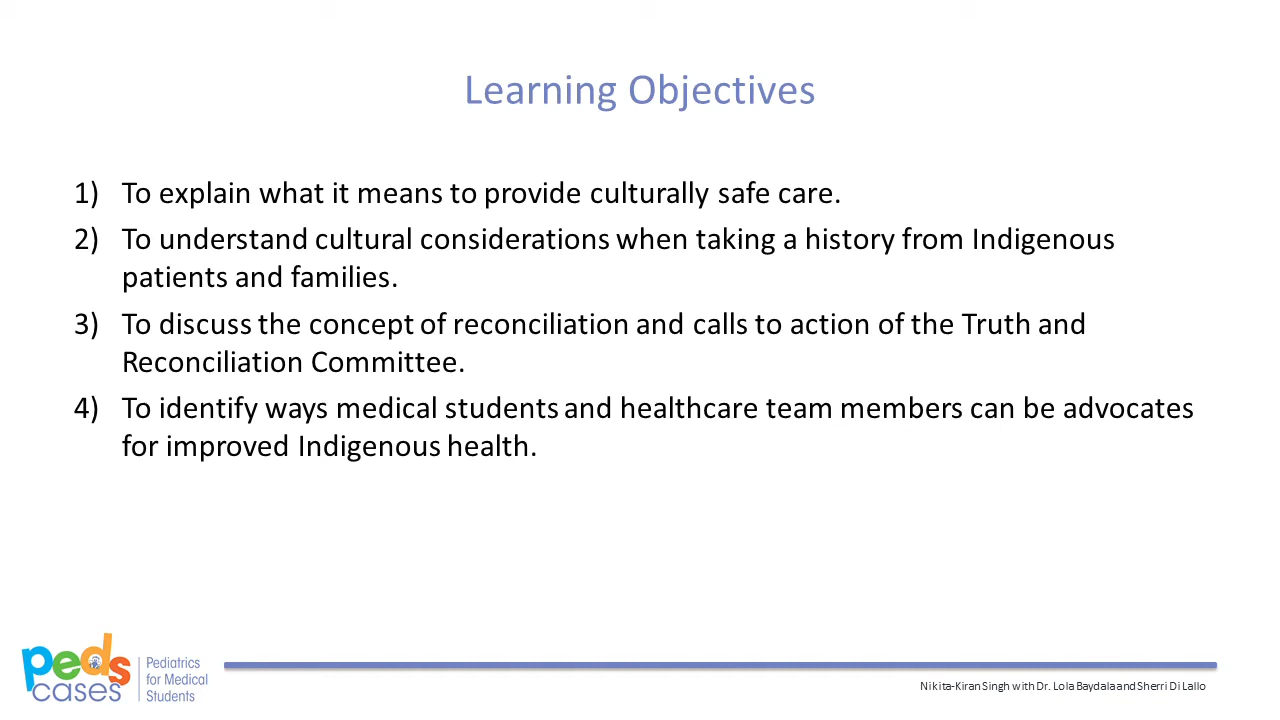 Learning Objectives
1) To explain what it means to provide culturally safe care.
2) To understand cultural considerations when taking a history from Indigenous
patients and families.
3) To discuss the concept of reconciliation and calls to action of the Truth and
Reconciliation Committee.
4) To identify ways medical students and healthcare team members can be advocates
for improved Indigenous health.
peds
cases
Pediatrics
for Medical
Students
Nikita-Kiran Singh with Dr. Lola Baydala and Sherri Di Lallo